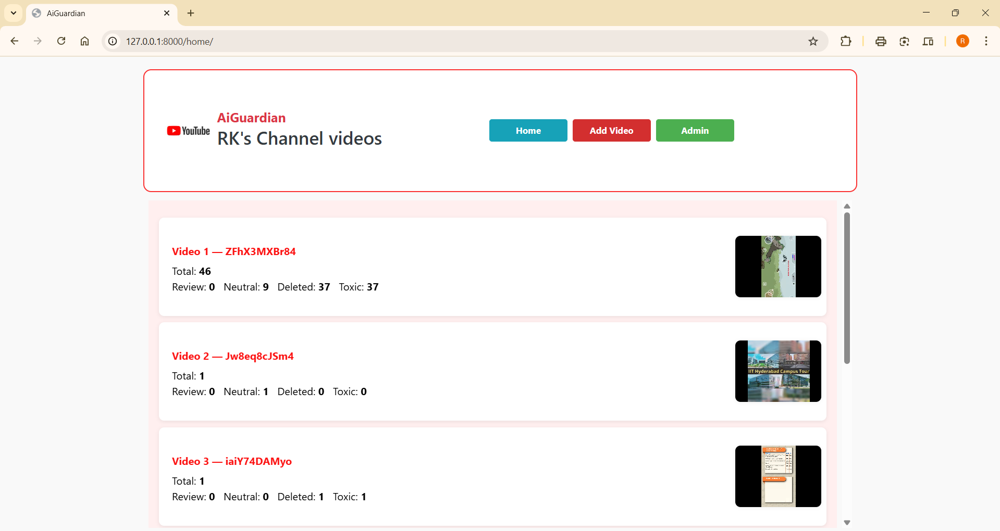 AiGuardian
127.0.0.1:8000/home/
R
YouTube
AiGuardian
RK's Channel videos
Home
Add Video
Admin
Video 1 — ZFhX3MXBr84
Total: 46
Review: 0 Neutral: 9 Deleted: 37 Toxic: 37
Video 2 — Jw8eq8cJSm4
Total: 1
Review: 0 Neutral: 1 Deleted: 0 Toxic: 0
IIT Hyderabad Campus Tour
Video 3 — iaiY74DAMyo
Total: 1
Review: 0 Neutral: 0 Deleted: 1 Toxic: 1